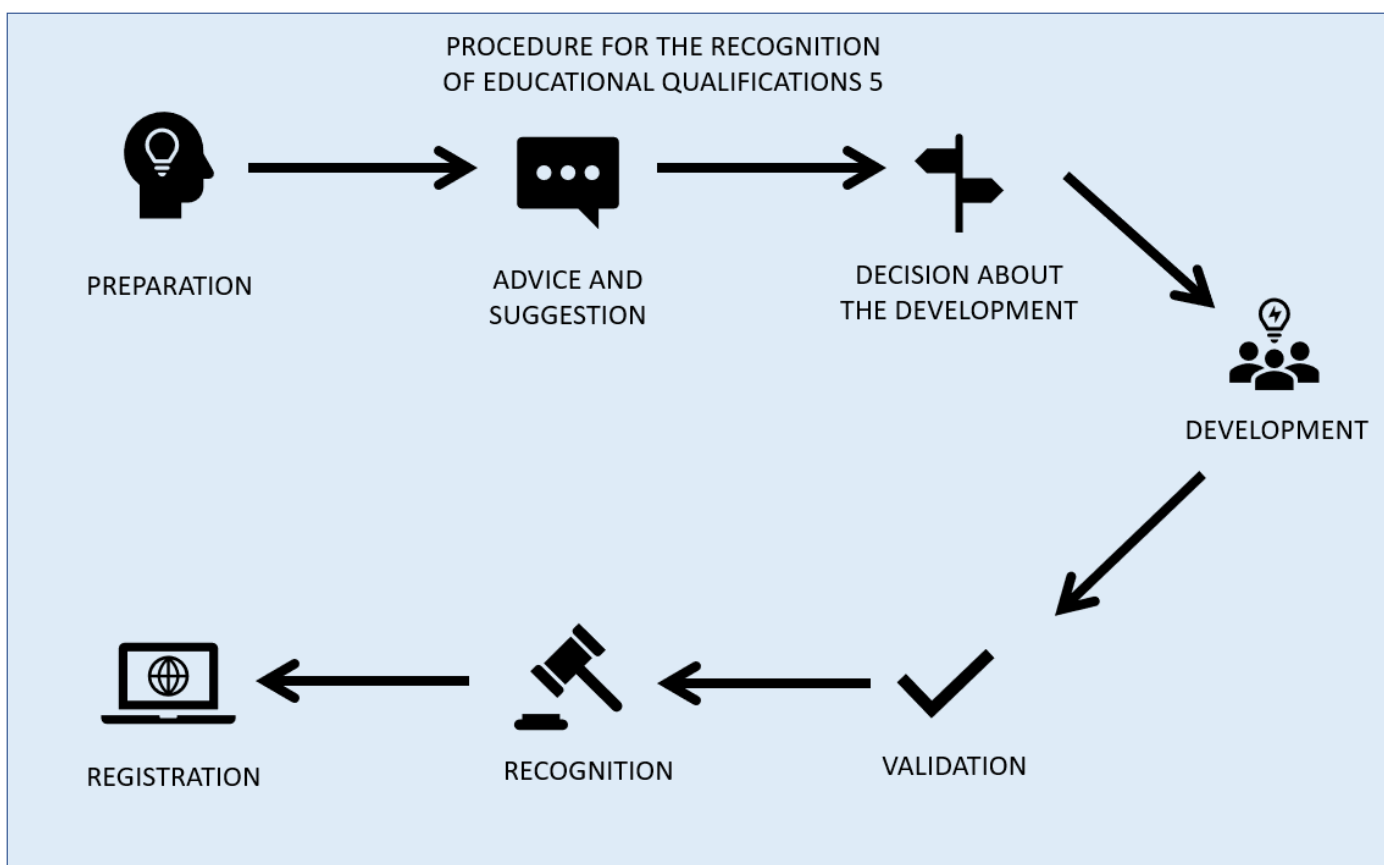 PROCEDURE FOR THE RECOGNITION
OF EDUCATIONAL QUALIFICATIONS 5
PREPARATION
ADVICE AND
SUGGESTION
DECISION ABOUT
THE DEVELOPMENT
DEVELOPMENT
VALIDATION
RECOGNITION
REGISTRATION